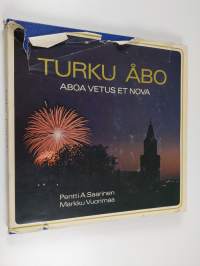 TURKU ÅBO
ABOA VETUS ET NOVA
Pentti A. Saarinen
Markku Vuorimaa